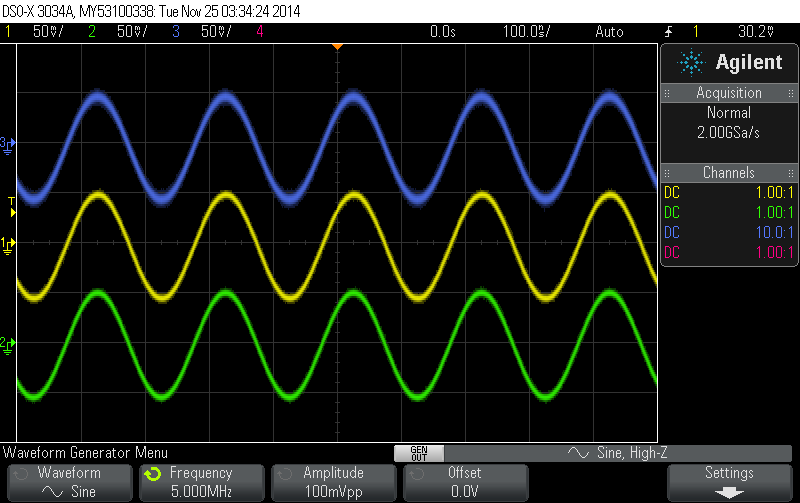 DSO-X 3034A, MY53100338: Tue Nov 25 03:34:24 2014
1 50mV/ 2 50mV/ 3 50mV/ 4 0.0s 100.0ns/ Auto 1 30.2mV
Agilent
Acquisition
Normal
2.00GSa/s
Channels
DC 1.00:1
DC 1.00:1
DC 10.0:1
DC 1.00:1
3
T
1
2
Waveform Generator Menu
GEN OUT
Sine, High-Z
Waveform
Sine
Frequency
5.000MHz
Amplitude
100mVpp
Offset
0.0V
Settings